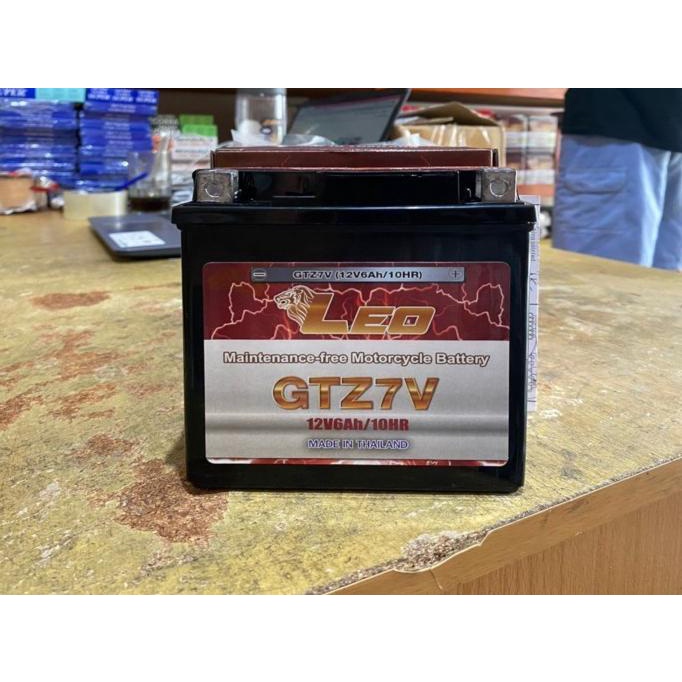 GTZ7V (12V6Ah/10HR)
LEO
Maintenance-free Motorcycle Battery
GTZ7V
12V6Ah/10HR
MADE IN THAILAND